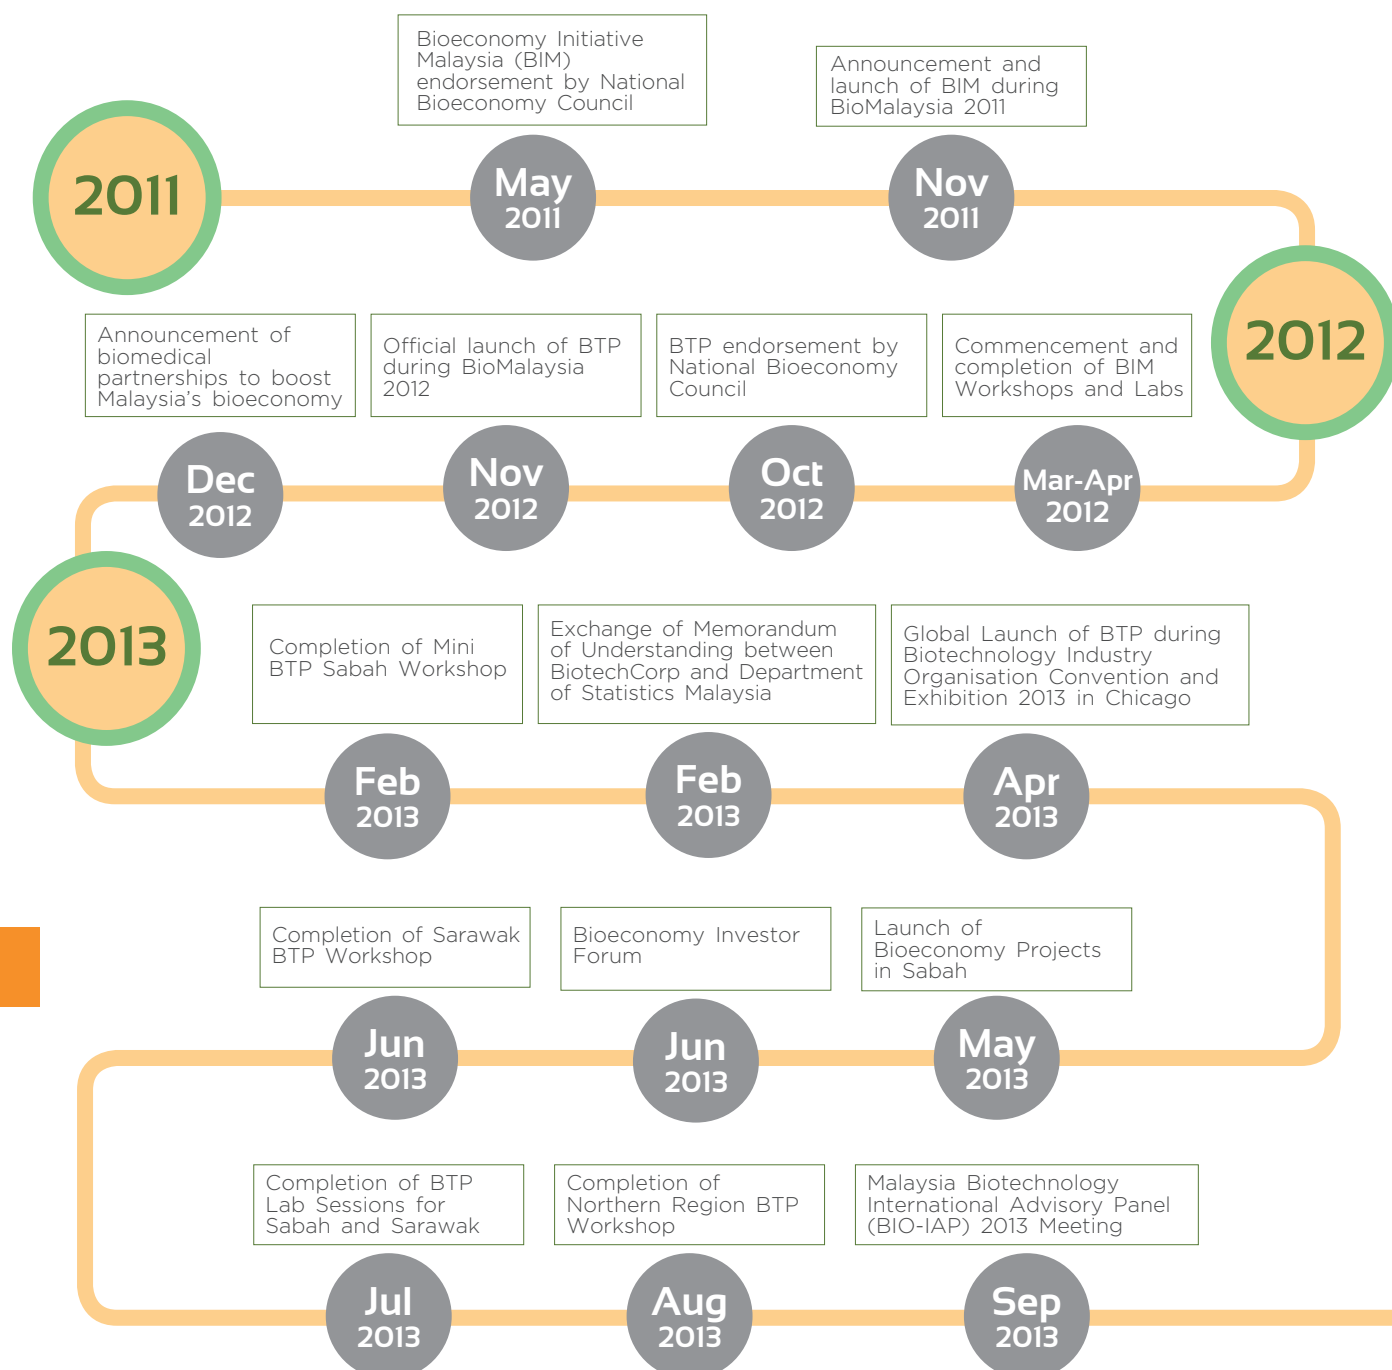 Bioeconomy Initiative
Malaysia (BIM)
endorsement by National
Bioeconomy Council
Announcement and
launch of BIM during
BioMalaysia 2011
2011
May
2011
Nov
2011
2012
Announcement of
biomedical
partnerships to boost
Malaysia's bioeconomy
Official launch of BTP
during BioMalaysia
2012
BTP endorsement by
National Bioeconomy
Council
Commencement and
completion of BIM
Workshops and Labs
Dec
2012
Nov
2012
Oct
2012
Mar-Apr
2012
2013
Completion of Mini
BTP Sabah Workshop
Exchange of Memorandum
of Understanding between
BiotechCorp and Department
of Statistics Malaysia
Global Launch of BTP during
Biotechnology Industry
Organisation Convention and
Exhibition 2013 in Chicago
Feb
2013
Feb
2013
Apr
2013
Completion of Sarawak
BTP Workshop
Bioeconomy Investor
Forum
Launch of
Bioeconomy Projects
in Sabah
Jun
2013
Jun
2013
May
2013
Completion of BTP
Lab Sessions for
Sabah and Sarawak
Completion of
Northern Region BTP
Workshop
Malaysia Biotechnology
International Advisory Panel
(BIO-IAP) 2013 Meeting
Jul
2013
Aug
2013
Sep
2013